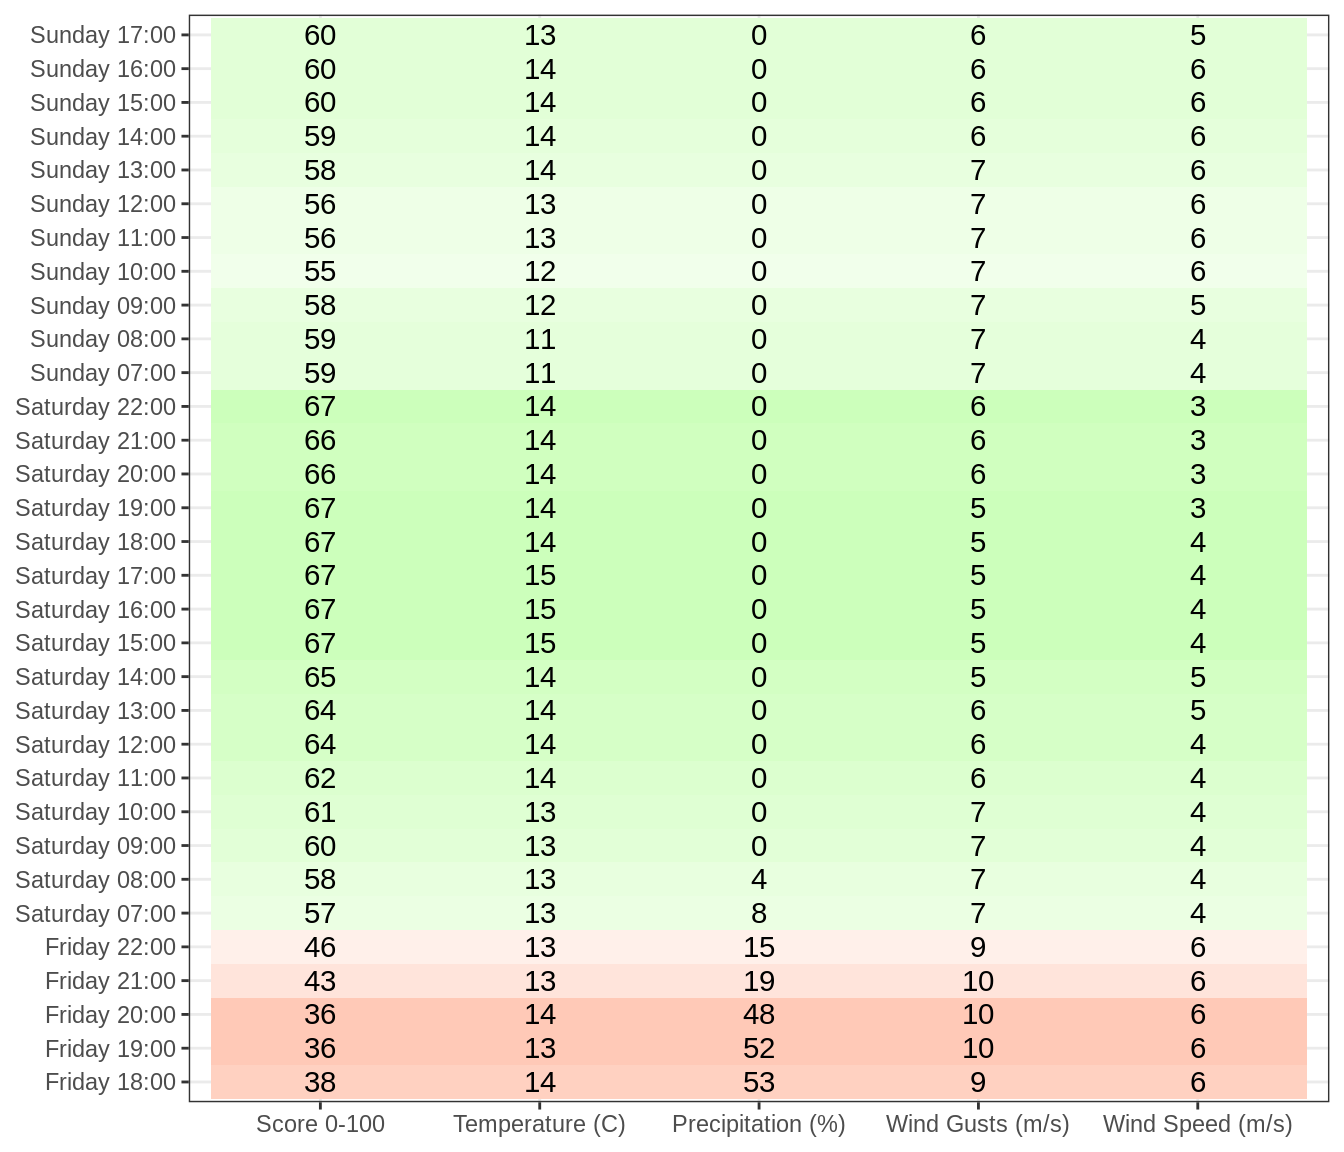 Sunday 17:00 60 13 0 6 5
Sunday 16:00 60 14 0 6 6
Sunday 15:00 60 14 0 6 6
Sunday 14:00 59 14 0 6 6
Sunday 13:00 58 14 0 7 6
Sunday 12:00 56 13 0 7 6
Sunday 11:00 56 13 0 7 6
Sunday 10:00 55 12 0 7 6
Sunday 09:00 58 12 0 7 5
Sunday 08:00 59 11 0 7 4
Sunday 07:00 59 11 0 7 4
Saturday 22:00 67 14 0 6 3
Saturday 21:00 66 14 0 6 3
Saturday 20:00 66 14 0 6 3
Saturday 19:00 67 14 0 5 3
Saturday 18:00 67 14 0 5 4
Saturday 17:00 67 15 0 5 4
Saturday 16:00 67 15 0 5 4
Saturday 15:00 67 15 0 5 4
Saturday 14:00 65 14 0 5 5
Saturday 13:00 64 14 0 6 5
Saturday 12:00 64 14 0 6 4
Saturday 11:00 62 14 0 6 4
Saturday 10:00 61 13 0 7 4
Saturday 09:00 60 13 0 7 4
Saturday 08:00 58 13 4 7 4
Saturday 07:00 57 13 8 7 4
Friday 22:00 46 13 15 9 6
Friday 21:00 43 13 19 10 6
Friday 20:00 36 14 48 10 6
Friday 19:00 36 13 52 10 6
Friday 18:00 38 14 53 9 6
Score 0-100 Temperature (C) Precipitation (%) Wind Gusts (m/s) Wind Speed (m/s)